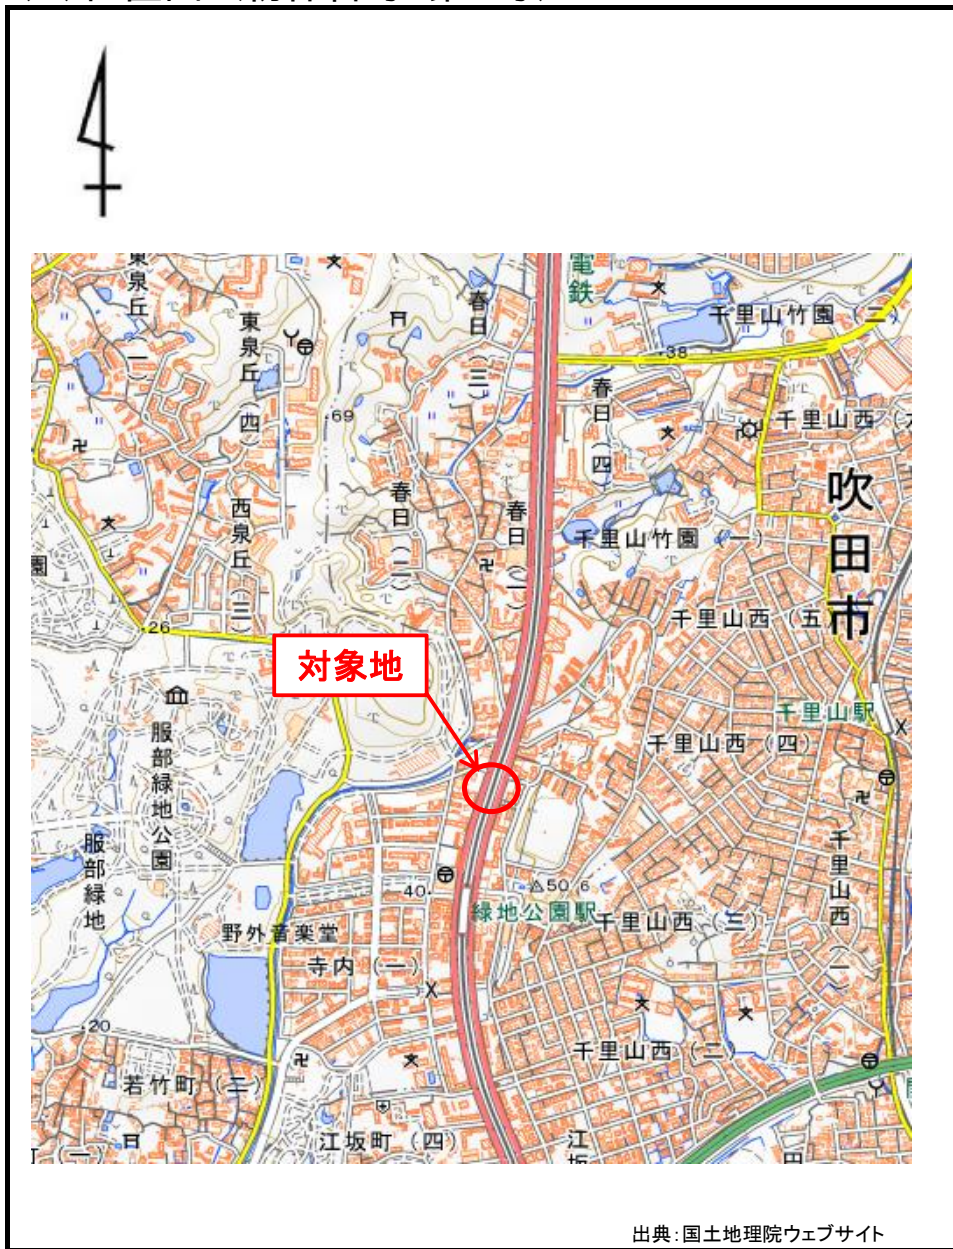 東泉丘(一)
東泉丘(四)
春日(三)
電鉄
千里山竹園(二)
38
春日(四)
千里山西(六
69
西泉丘(三)
春日(二)
春日(一)
千里山竹園(一)
吹田市
園
26
千里山西(五)
対象地
服部緑地公園
千里山駅
千里山西(四)
服部緑地
千里山西(一)
40
50.6
緑地公園駅
千里山西(三)
野外音楽堂
寺内(一)
20
千里山西(二)
若竹町(二)
江坂町(四)
江坂
出典:国土地理院ウェブサイト